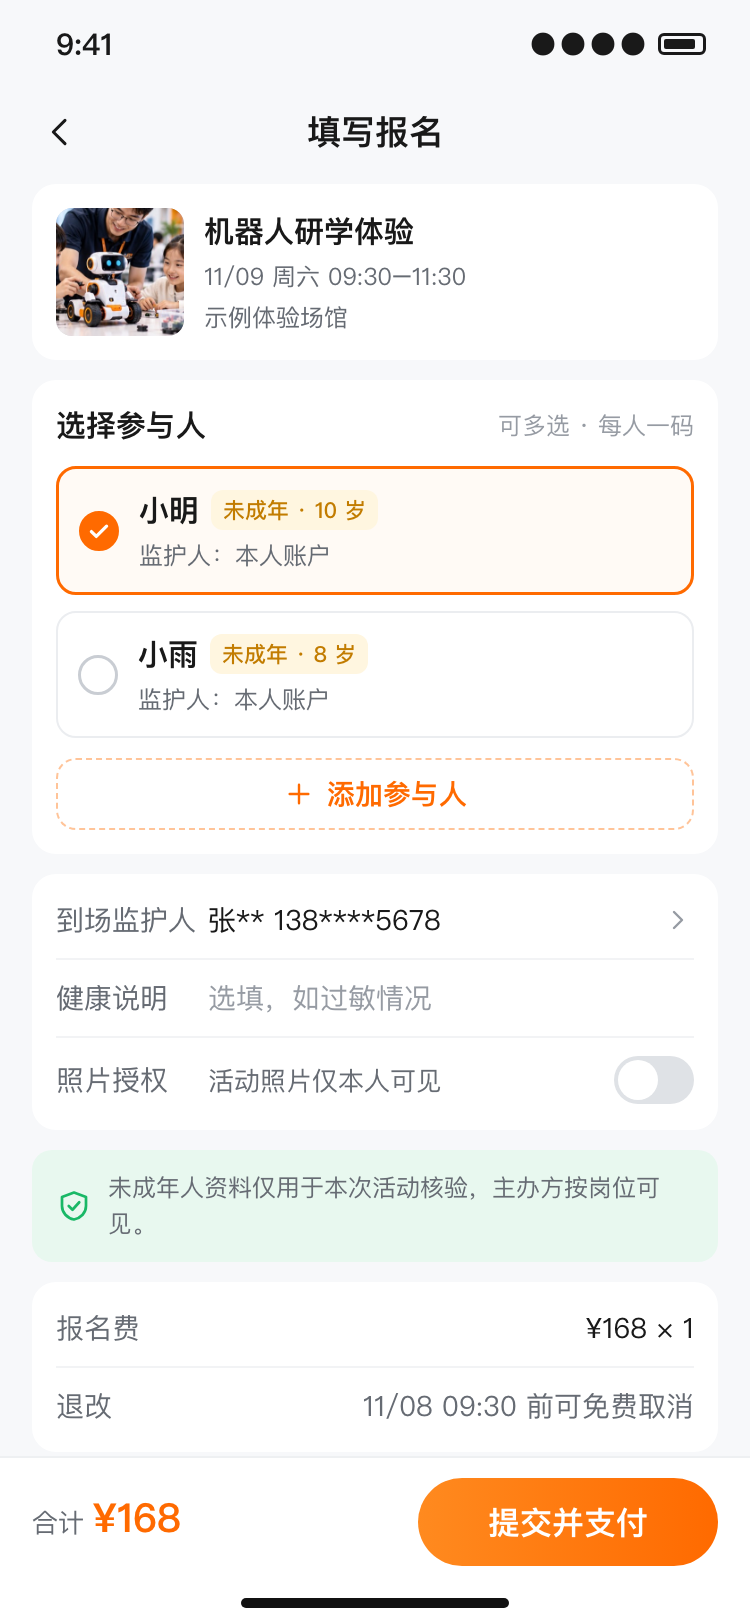 9:41
填写报名
机器人研学体验
11/09 周六 09:30–11:30
示例体验场馆
选择参与人
可多选 · 每人一码
小明 未成年 · 10 岁
监护人：本人账户
小雨 未成年 · 8 岁
监护人：本人账户
＋ 添加参与人
到场监护人 张** 138****5678
健康说明 选填，如过敏情况
照片授权 活动照片仅本人可见
未成年人资料仅用于本次活动核验，主办方按岗位可
见。
报名费 ¥168 × 1
退改 11/08 09:30 前可免费取消
合计 ¥168
提交并支付